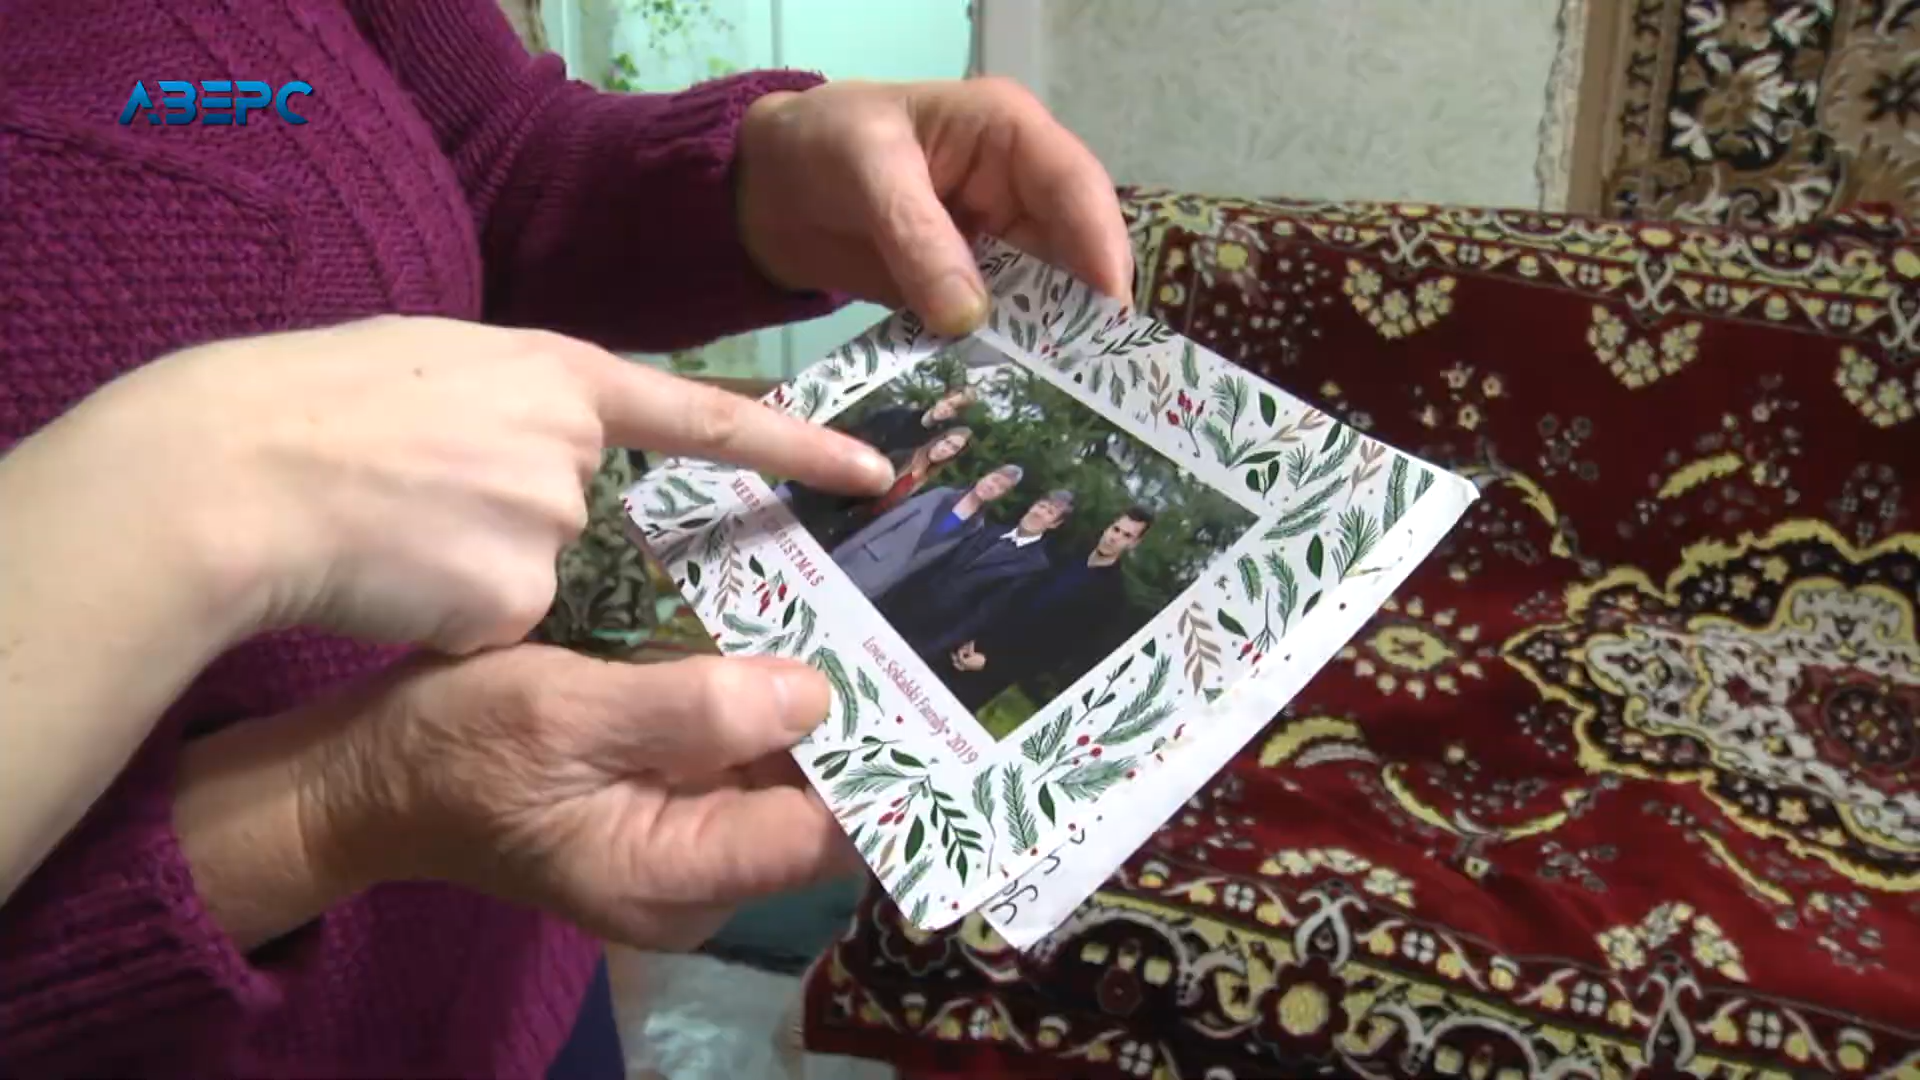 АВЕРС
MERRY CHRISTMAS
Love, Sokalski Family • 2019